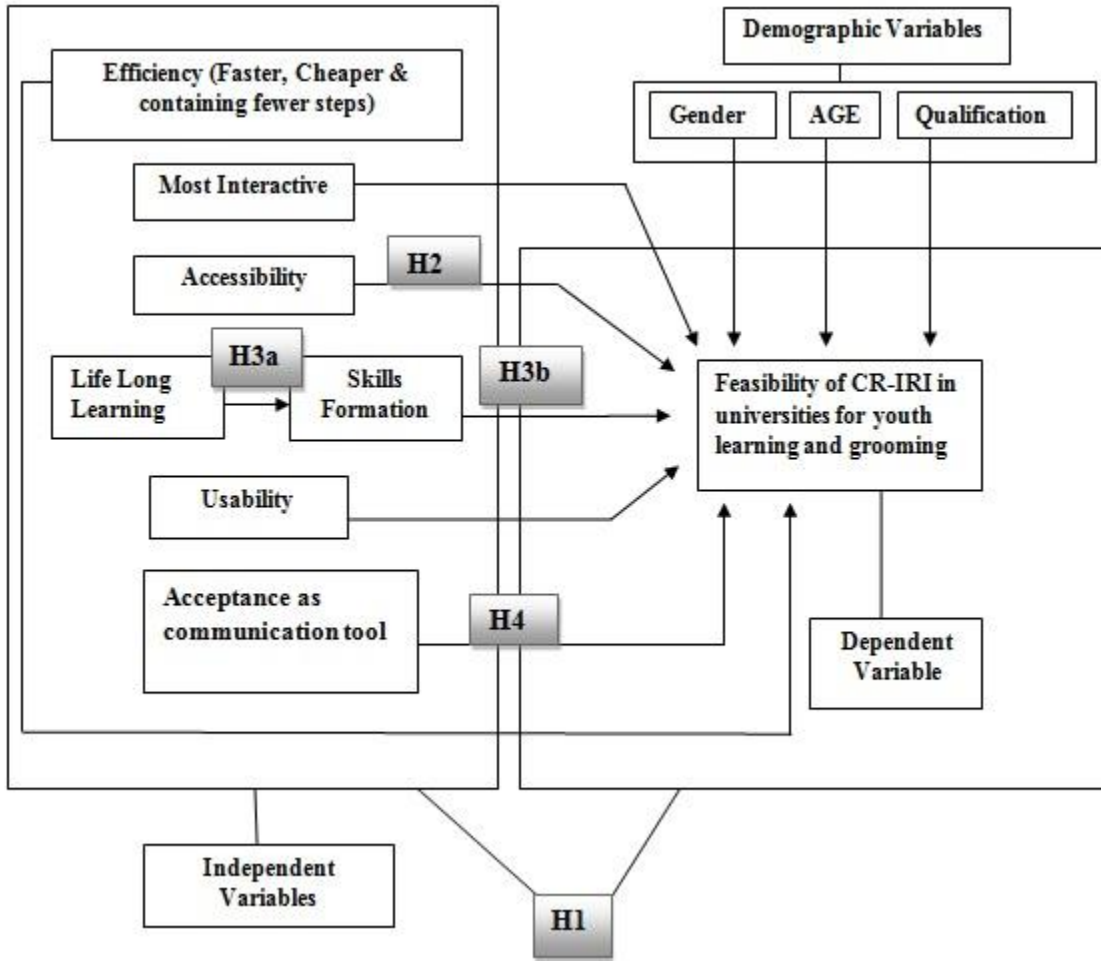 Demographic Variables
Efficiency (Faster, Cheaper &
containing fewer steps)
Gender
AGE
Qualification
Most Interactive
Accessibility
H2
H3a
Life Long
Learning
Skills
Formation
H3b
Feasibility of CR-IRI in
universities for youth
learning and grooming
Usability
Acceptance as
communication tool
H4
Dependent
Variable
Independent
Variables
H1